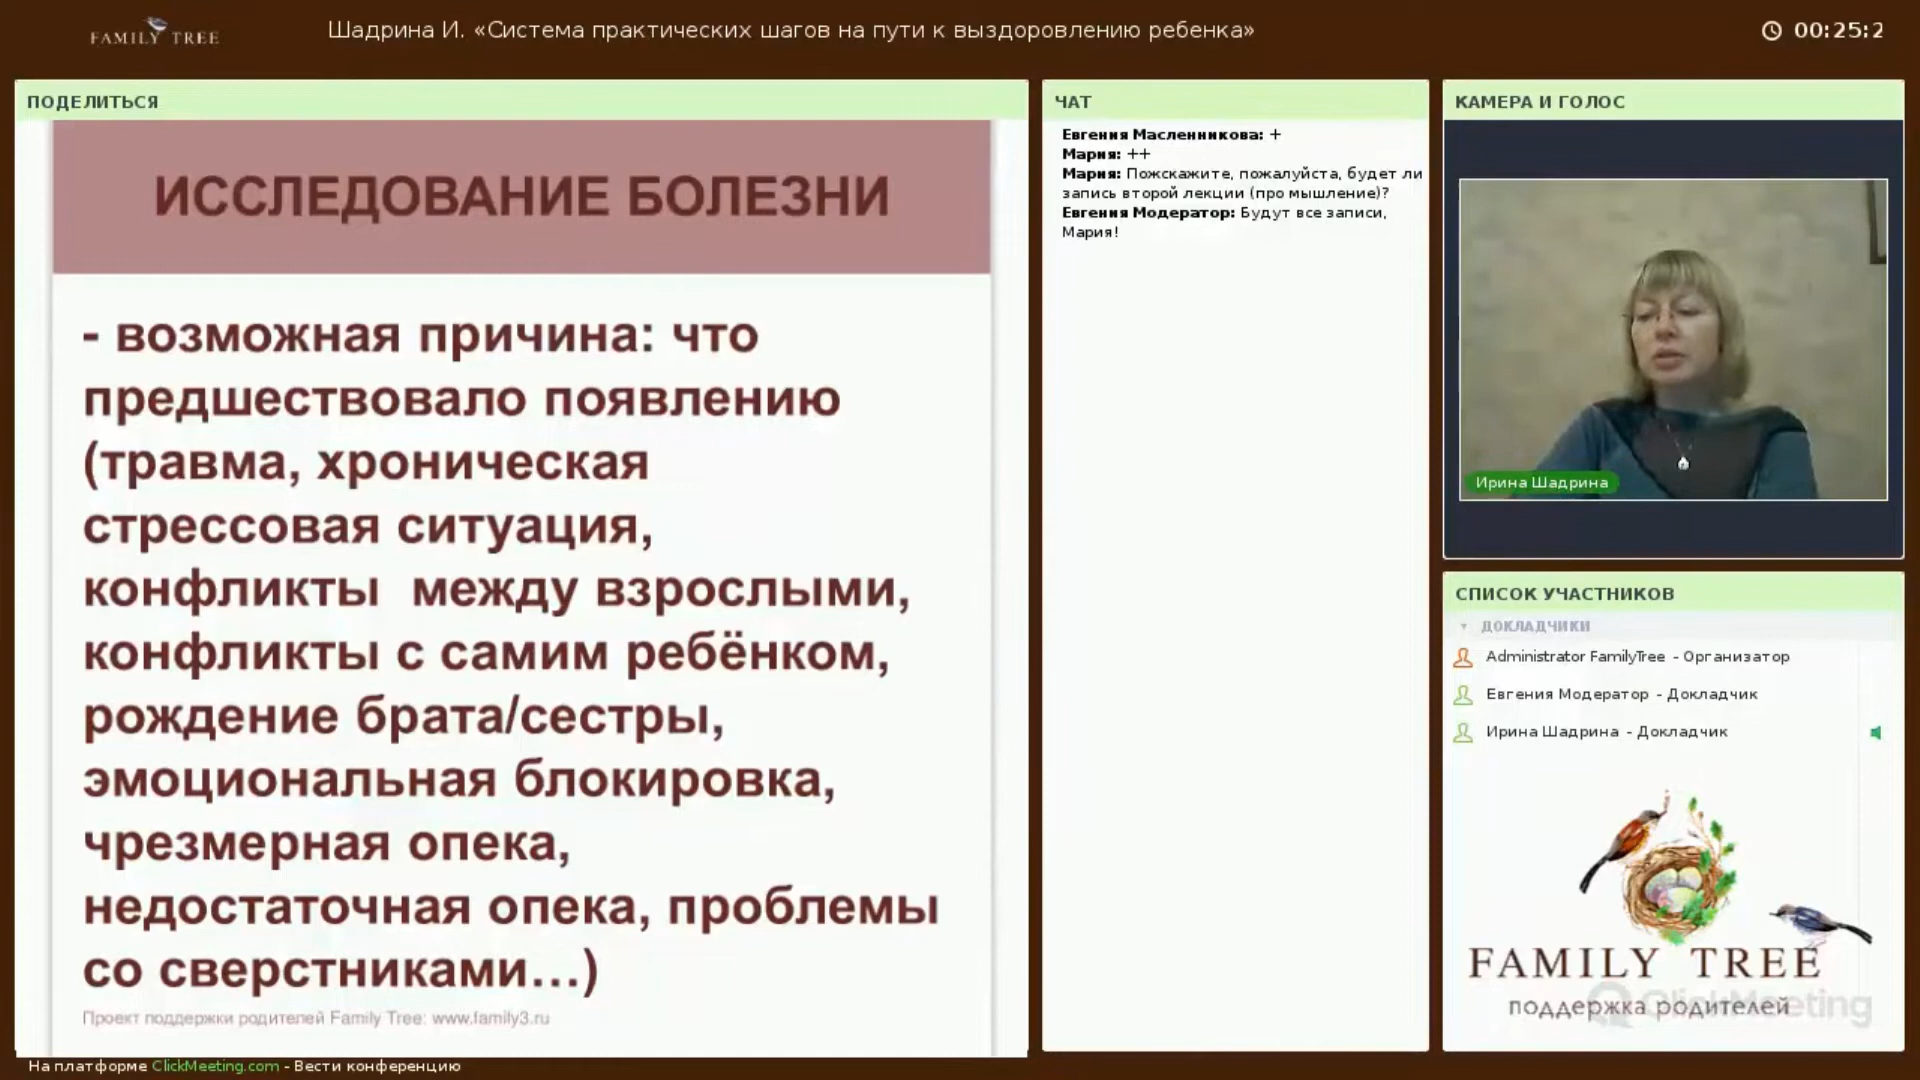 FAMILY TREE
Шадрина И. «Система практических шагов на пути к выздоровлению ребенка»
00:25:2
ПОДЕЛИТЬСЯ
ИССЛЕДОВАНИЕ БОЛЕЗНИ
- возможная причина: что
предшествовало появлению
(травма, хроническая
стрессовая ситуация,
конфликты между взрослыми,
конфликты с самим ребёнком,
рождение брата/сестры,
эмоциональная блокировка,
чрезмерная опека,
недостаточная опека, проблемы
со сверстниками...)
Проект поддержки родителей Family Tree: www.family3.ru
ЧАТ
Евгения Масленникова: +
Мария: ++
Мария: Пожскажите, пожалуйста, будет ли
запись второй лекции (про мышление)?
Евгения Модератор: Будут все записи,
Мария!
КАМЕРА И ГОЛОС
Ирина Шадрина
СПИСОК УЧАСТНИКОВ
ДОКЛАДЧИКИ
Administrator FamilyTree - Организатор
Евгения Модератор - Докладчик
Ирина Шадрина - Докладчик
FAMILY TREE
поддержка родителей
ClickMeeting
На платформе ClickMeeting.com - Вести конференцию